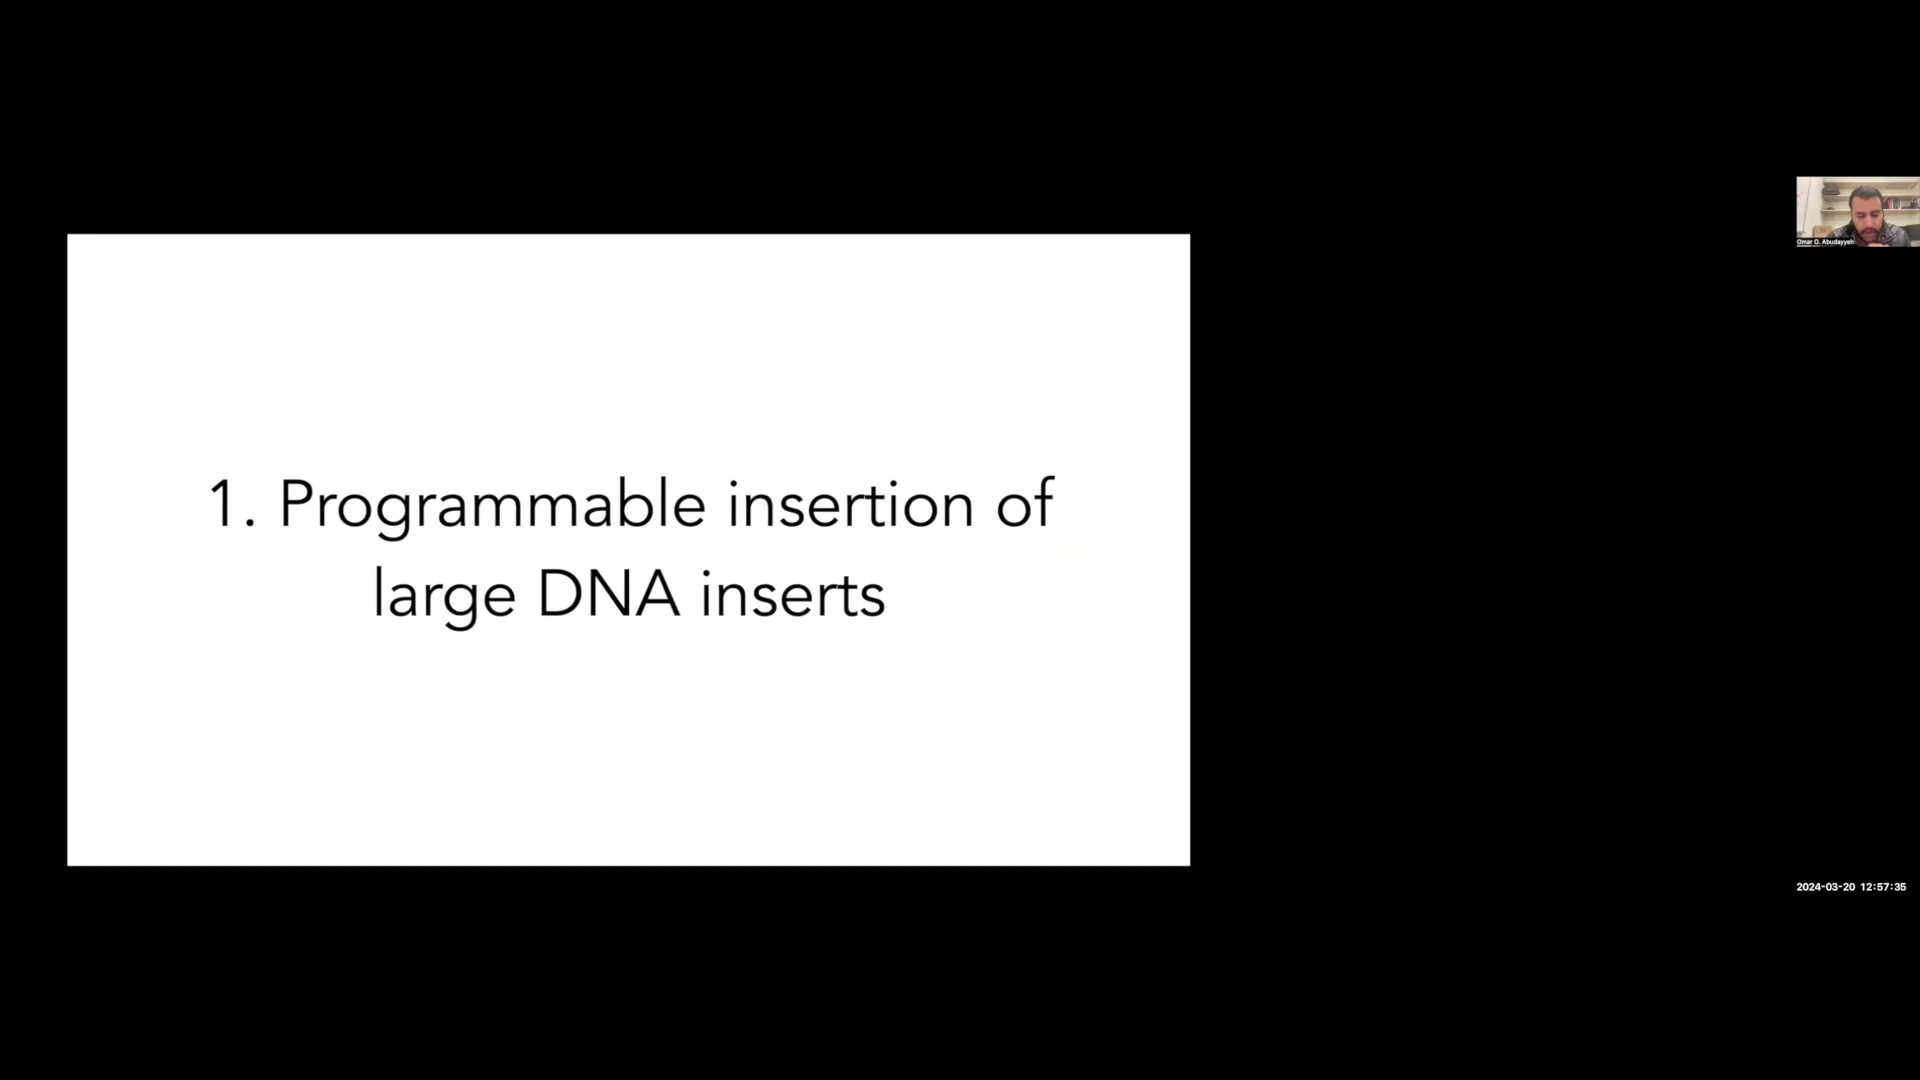 1. Programmable insertion of
large DNA inserts
Omar O. Abudayyeh
2024-03-20 12:57:35